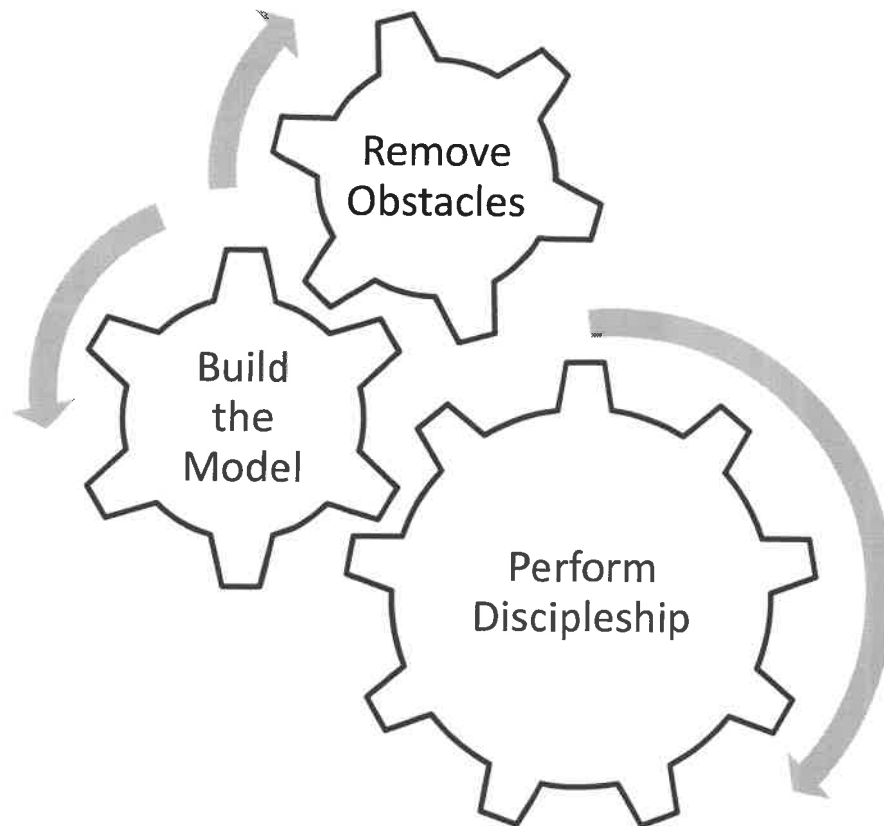 Remove
Obstacles
Build
the
Model
Perform
Discipleship